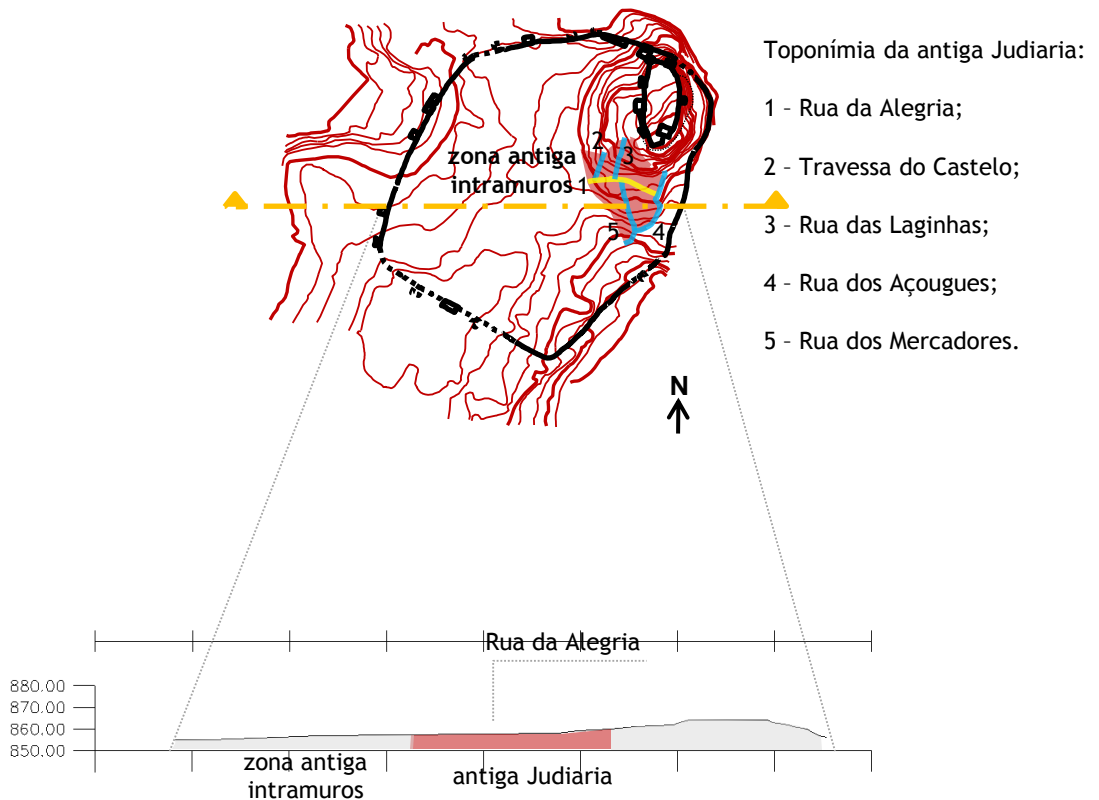 Toponímia da antiga Judiaria:
1 – Rua da Alegria;
2 – Travessa do Castelo;
3 – Rua das Laginhas;
4 – Rua dos Açougues;
5 – Rua dos Mercadores.
2
3
zona antiga
intramuros
1
5
4
N
Rua da Alegria
880.00
870.00
860.00
850.00
zona antiga
intramuros
antiga Judiaria